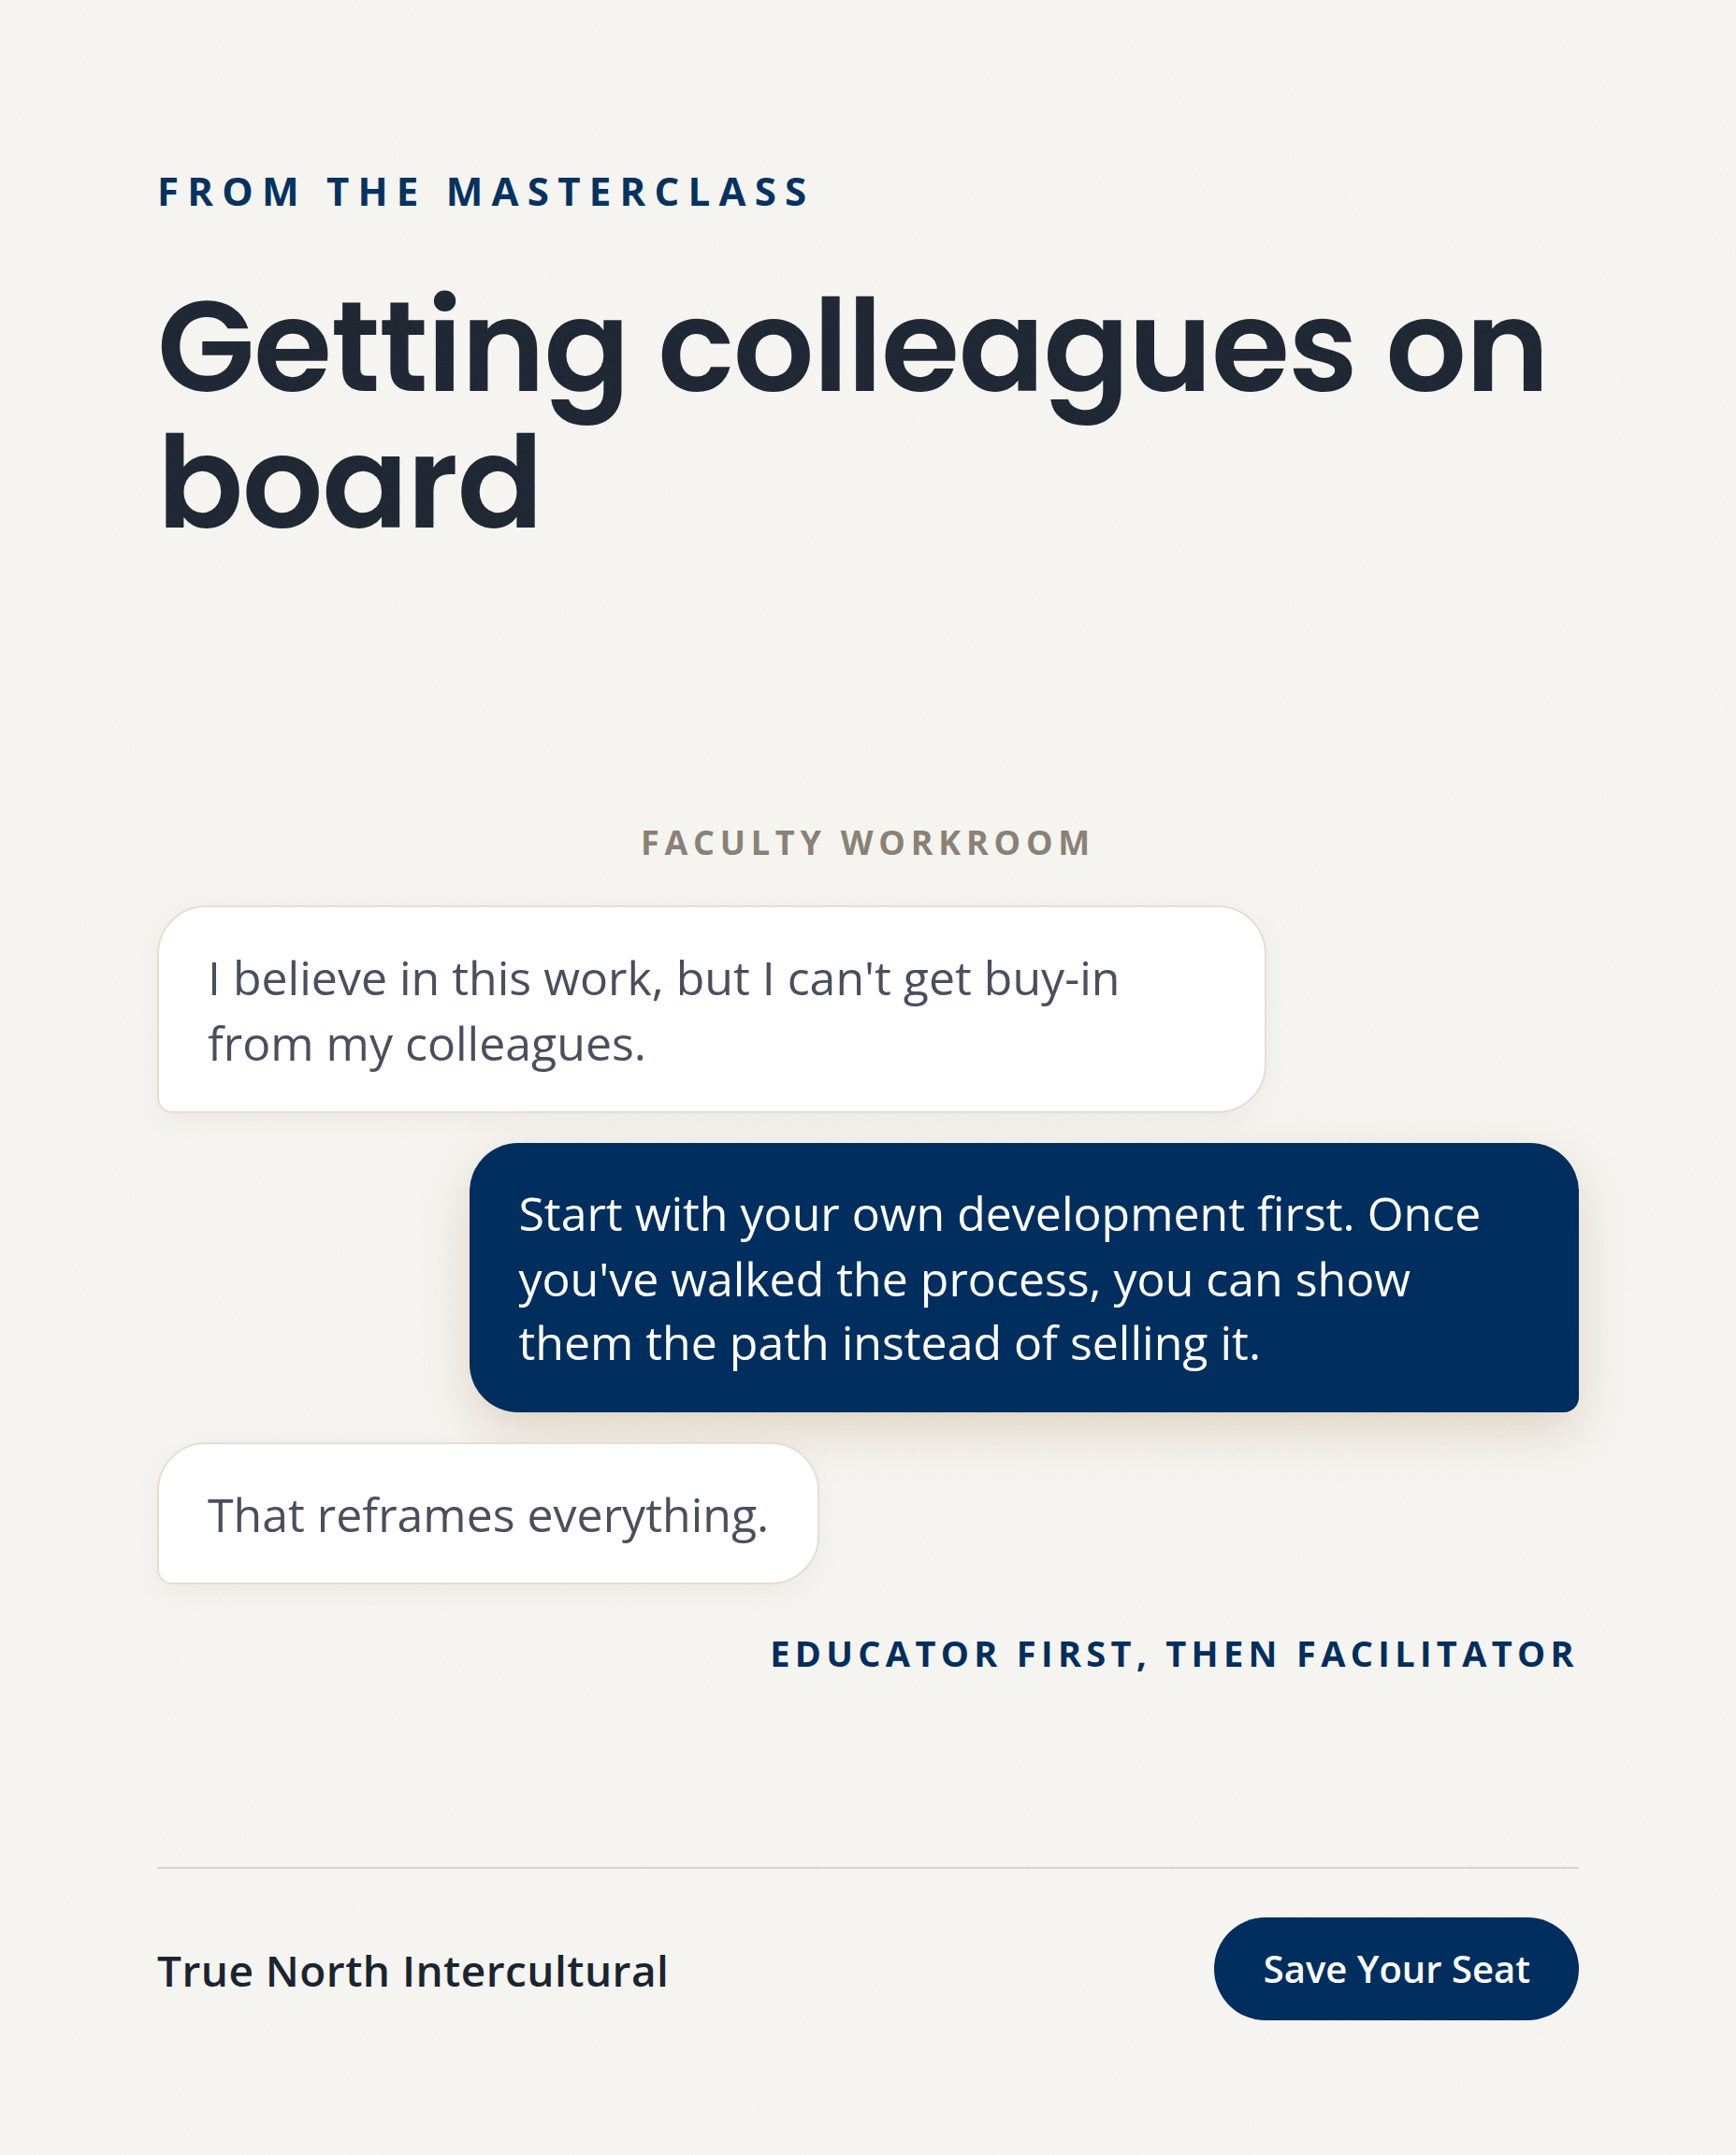 FROM THE MASTERCLASS
Getting colleagues on
board
FACULTY WORKROOM
I believe in this work, but I can't get buy-in
from my colleagues.
Start with your own development first. Once
you've walked the process, you can show
them the path instead of selling it.
That reframes everything.
EDUCATOR FIRST, THEN FACILITATOR
True North Intercultural
Save Your Seat